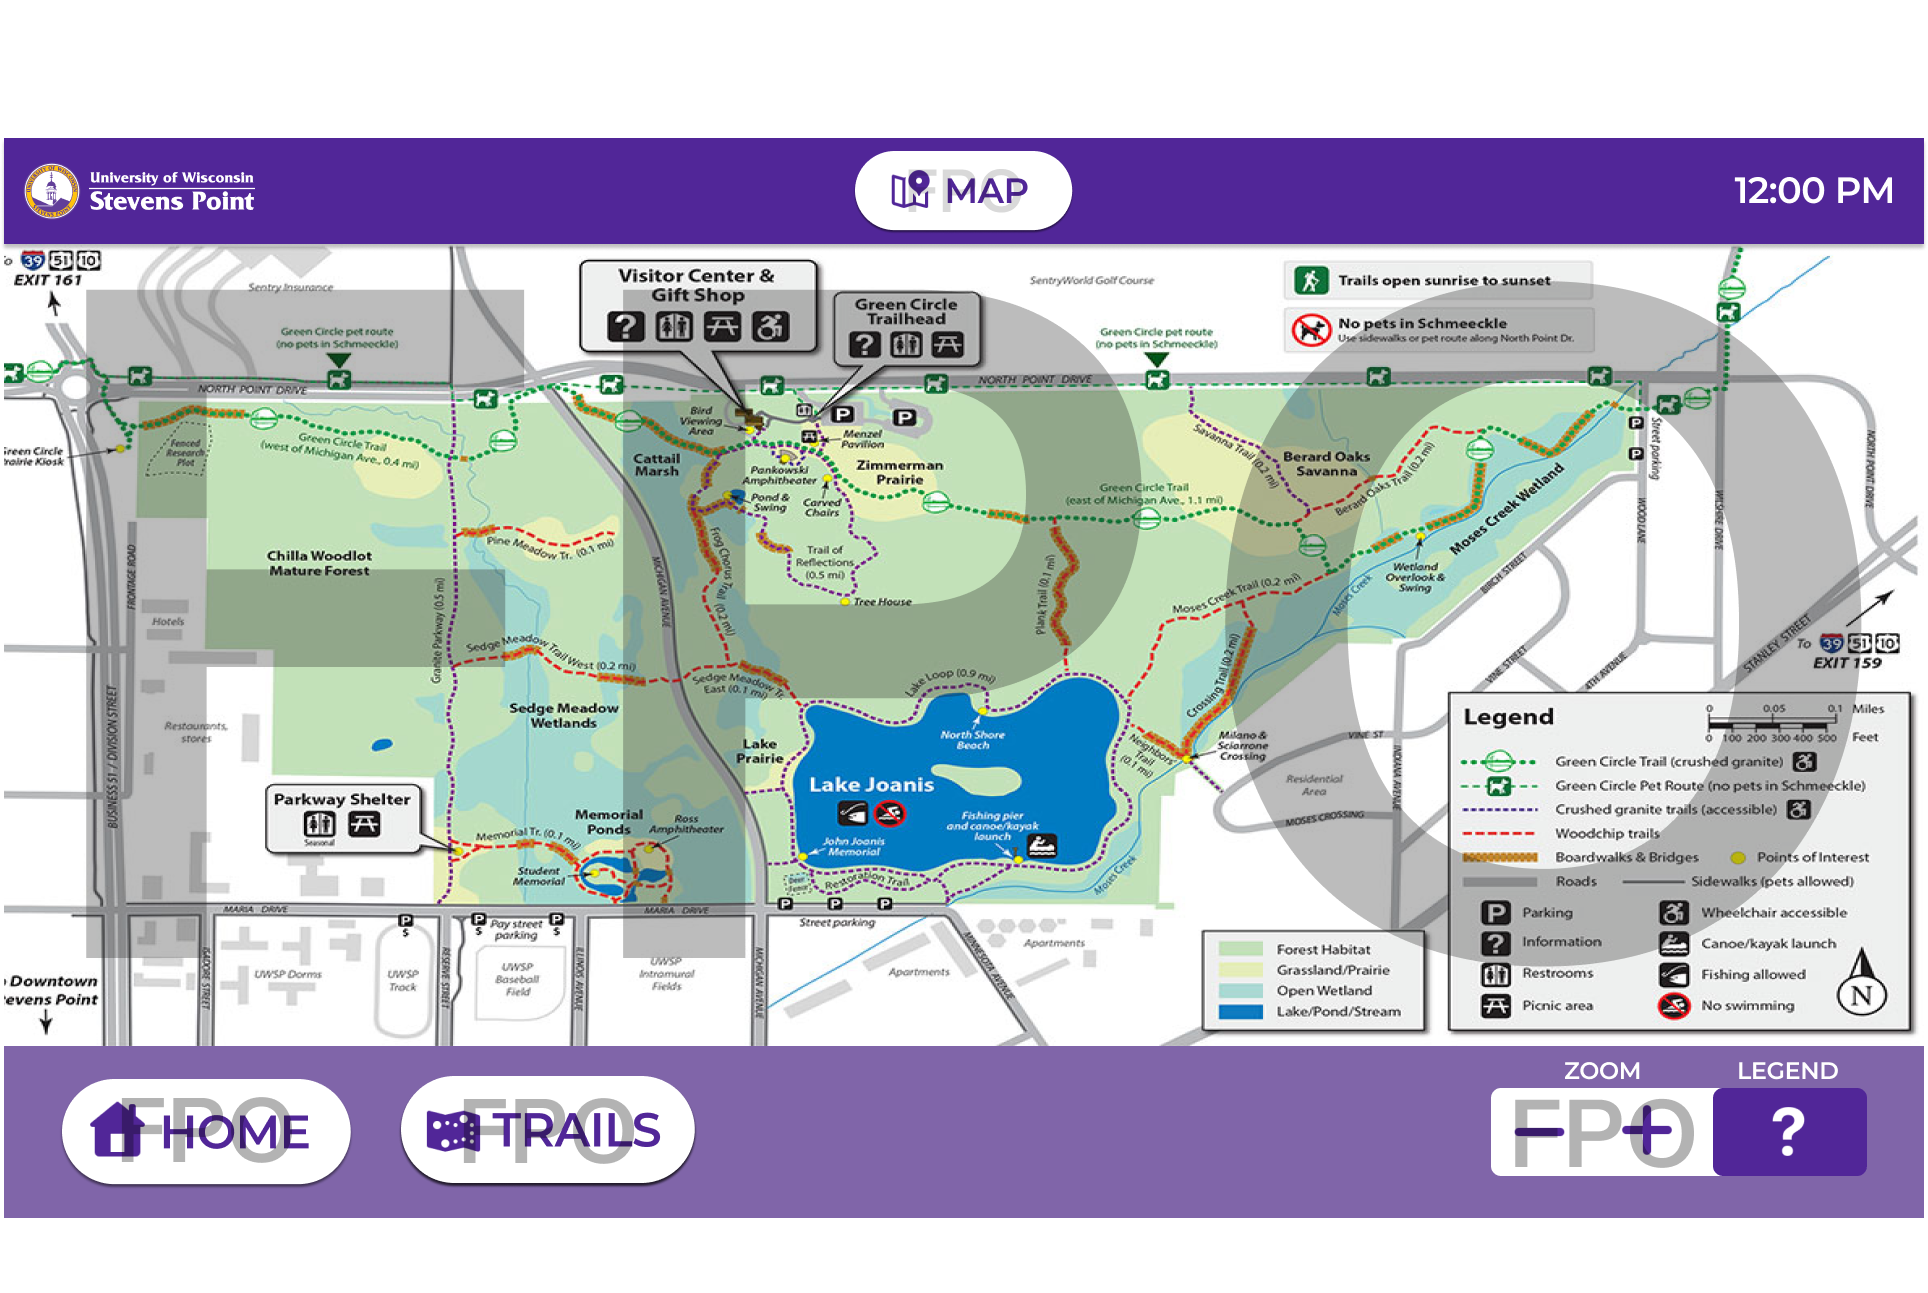 University of Wisconsin
Stevens Point
MAP
FPO
12:00 PM
39 51 10
EXIT 161
Sentry Insurance
Visitor Center &
Gift Shop
Green Circle
Trailhead
SentryWorld Golf Course
Trails open sunrise to sunset
No pets in Schmeeckle
Use sidewalks or pet route along North Point Dr.
Green Circle pet route
(no pets in Schmeeckle)
Green Circle pet route
(no pets in Schmeeckle)
NORTH POINT DRIVE
NORTH POINT DRIVE
FPO
Green Circle
Prairie Kiosk
Fenced
Research
Plot
Green Circle Trail
(west of Michigan Ave., 0.4 mi)
Bird
Viewing
Area
Cattail
Marsh
Menzel
Pavilion
Pankowski
Amphitheater
Zimmerman
Prairie
Pond &
Swing
Carved
Chairs
Savanna Trail (0.2 mi)
Berard Oaks
Savanna
Berard Oaks Trail (0.2 mi)
Green Circle Trail
(east of Michigan Ave., 1.1 mi)
Moses Creek Wetland
Street parking
WOOD LANE
WILSHIRE DRIVE
NORTH POINT DRIVE
Chilla Woodlot
Mature Forest
Pine Meadow Tr. (0.1 mi)
FRONTAGE ROAD
Granite Parkway (0.5 mi)
MICHIGAN AVENUE
Frog Chorus Trail (0.2 mi)
Trail of
Reflections
(0.5 mi)
Tree House
Plank Trail (0.1 mi)
Moses Creek Trail (0.2 mi)
Moses Creek
Wetland
Overlook &
Swing
BIRCH STREET
Hotels
Sedge Meadow Trail West (0.2 mi)
Sedge Meadow Tr.
East (0.1 mi)
Lake Loop (0.9 mi)
Crossing Trail (0.2 mi)
VINE STREET
4TH AVENUE
STANLEY STREET
To 39 51 10
EXIT 159
BUSINESS 51 / DIVISION STREET
Restaurants,
stores
Sedge Meadow
Wetlands
Lake
Prairie
North Shore
Beach
Neighbors'
Trail
(0.1 mi)
Milano &
Sciarrone
Crossing
VINE ST
INDIANA AVENUE
Residential
Area
MOSES CROSSING
Lake Joanis
Parkway Shelter
Seasonal
Memorial Tr. (0.1 mi)
Memorial
Ponds
Ross
Amphitheater
Student
Memorial
Fishing pier
and canoe/kayak
launch
John Joanis
Memorial
Deer
Fence
Restoration Trail
Moses Creek
MARIA DRIVE
MARIA DRIVE
Pay street
parking
Street parking
ISADORE STREET
UWSP Dorms
UWSP
Track
RESERVE STREET
UWSP
Baseball
Field
ILLINOIS AVENUE
UWSP
Intramural
Fields
MICHIGAN AVENUE
Apartments
MINNESOTA AVENUE
Apartments
Downtown
Stevens Point
Forest Habitat
Grassland/Prairie
Open Wetland
Lake/Pond/Stream
Legend
0 0.05 0.1 Miles
0 100 200 300 400 500 Feet
Green Circle Trail (crushed granite)
Green Circle Pet Route (no pets in Schmeeckle)
Crushed granite trails (accessible)
Woodchip trails
Boardwalks & Bridges
Points of Interest
Roads
Sidewalks (pets allowed)
Parking
Wheelchair accessible
Information
Canoe/kayak launch
Restrooms
Fishing allowed
Picnic area
No swimming
N
HOME
FPO
TRAILS
FPO
ZOOM
LEGEND
FPO
?